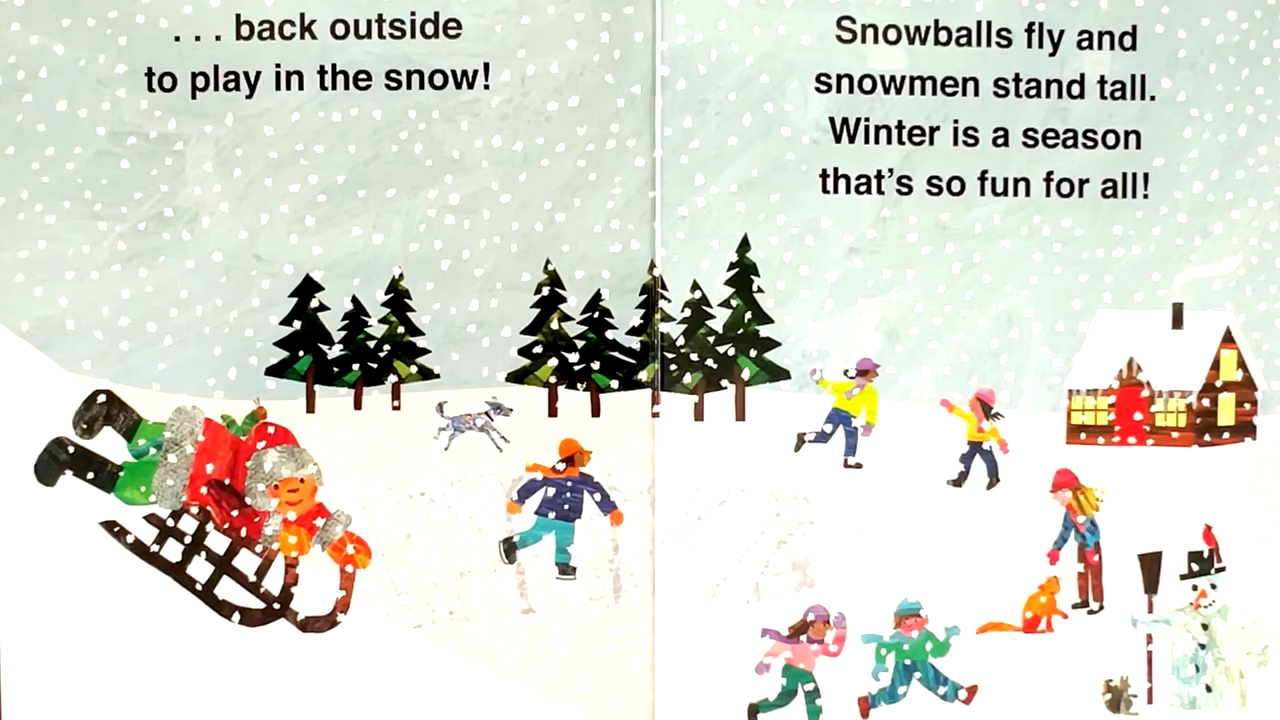 . . . back outside
to play in the snow!
Snowballs fly and
snowmen stand tall.
Winter is a season
that's so fun for all!